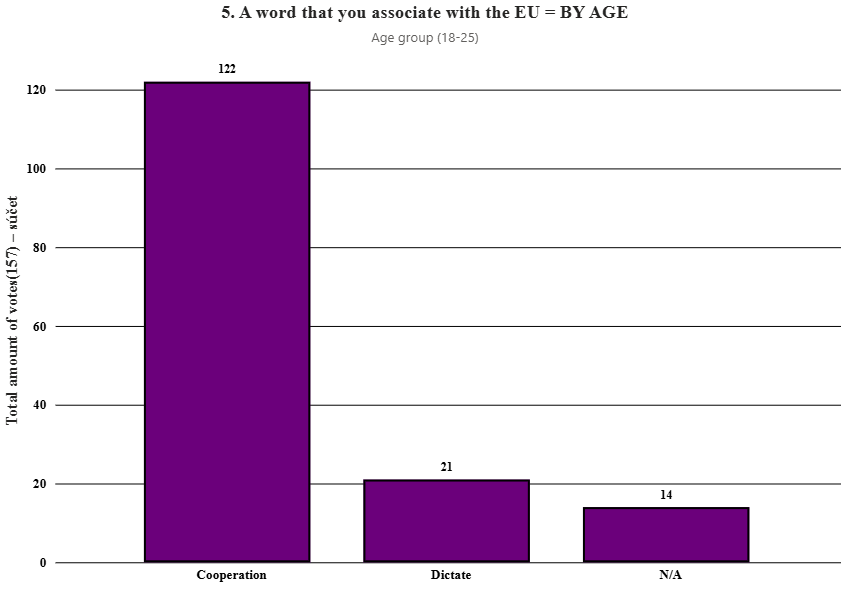 5. A word that you associate with the EU = BY AGE
Age group (18-25)
Total amount of votes(157) – súčet
120
100
80
60
40
20
0
122
21
14
Cooperation
Dictate
N/A